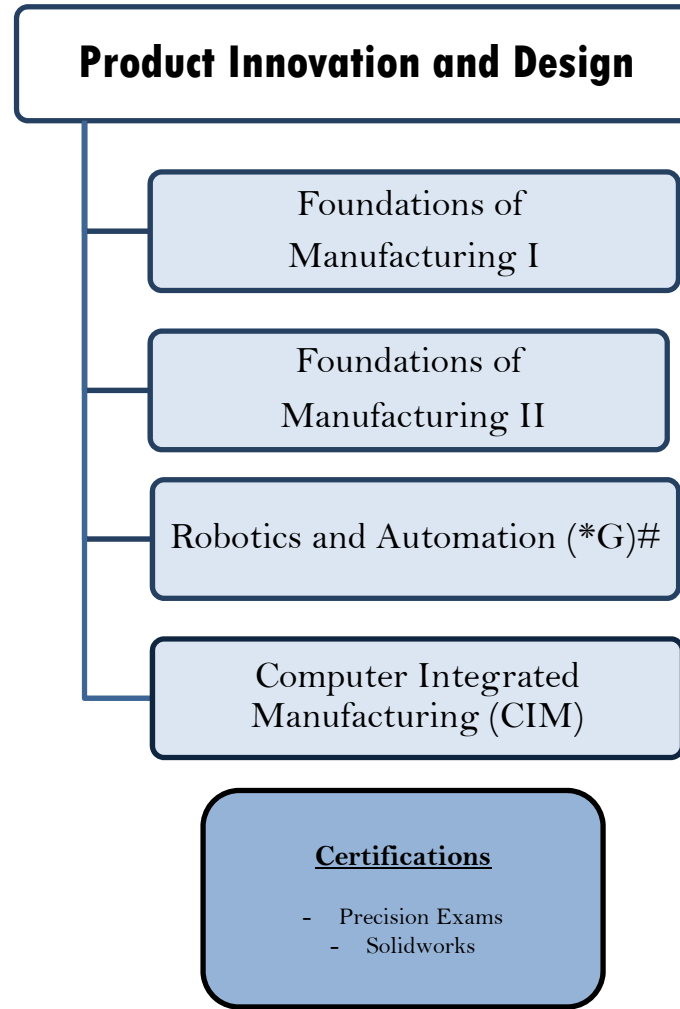 Product Innovation and Design
Foundations of
Manufacturing I
Foundations of
Manufacturing II
Robotics and Automation (*G)#
Computer Integrated
Manufacturing (CIM)
Certifications
- Precision Exams
- Solidworks